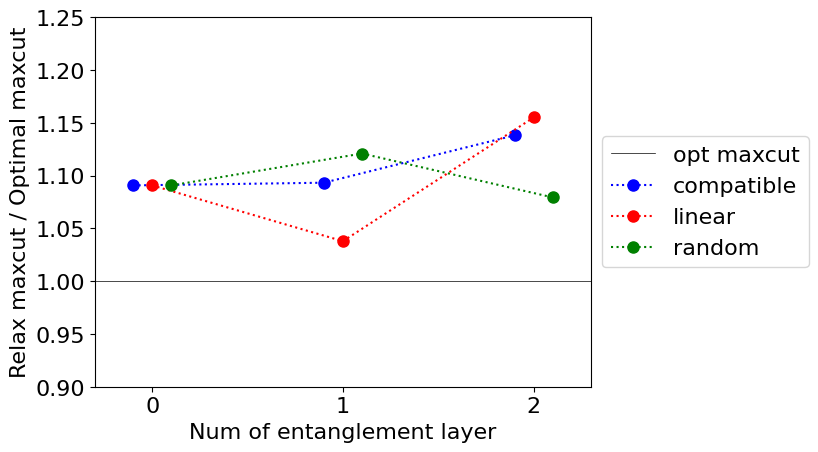 Relax maxcut / Optimal maxcut
1.25
1.20
1.15
1.10
1.05
1.00
0.95
0.90
0
1
2
Num of entanglement layer
opt maxcut
compatible
linear
random